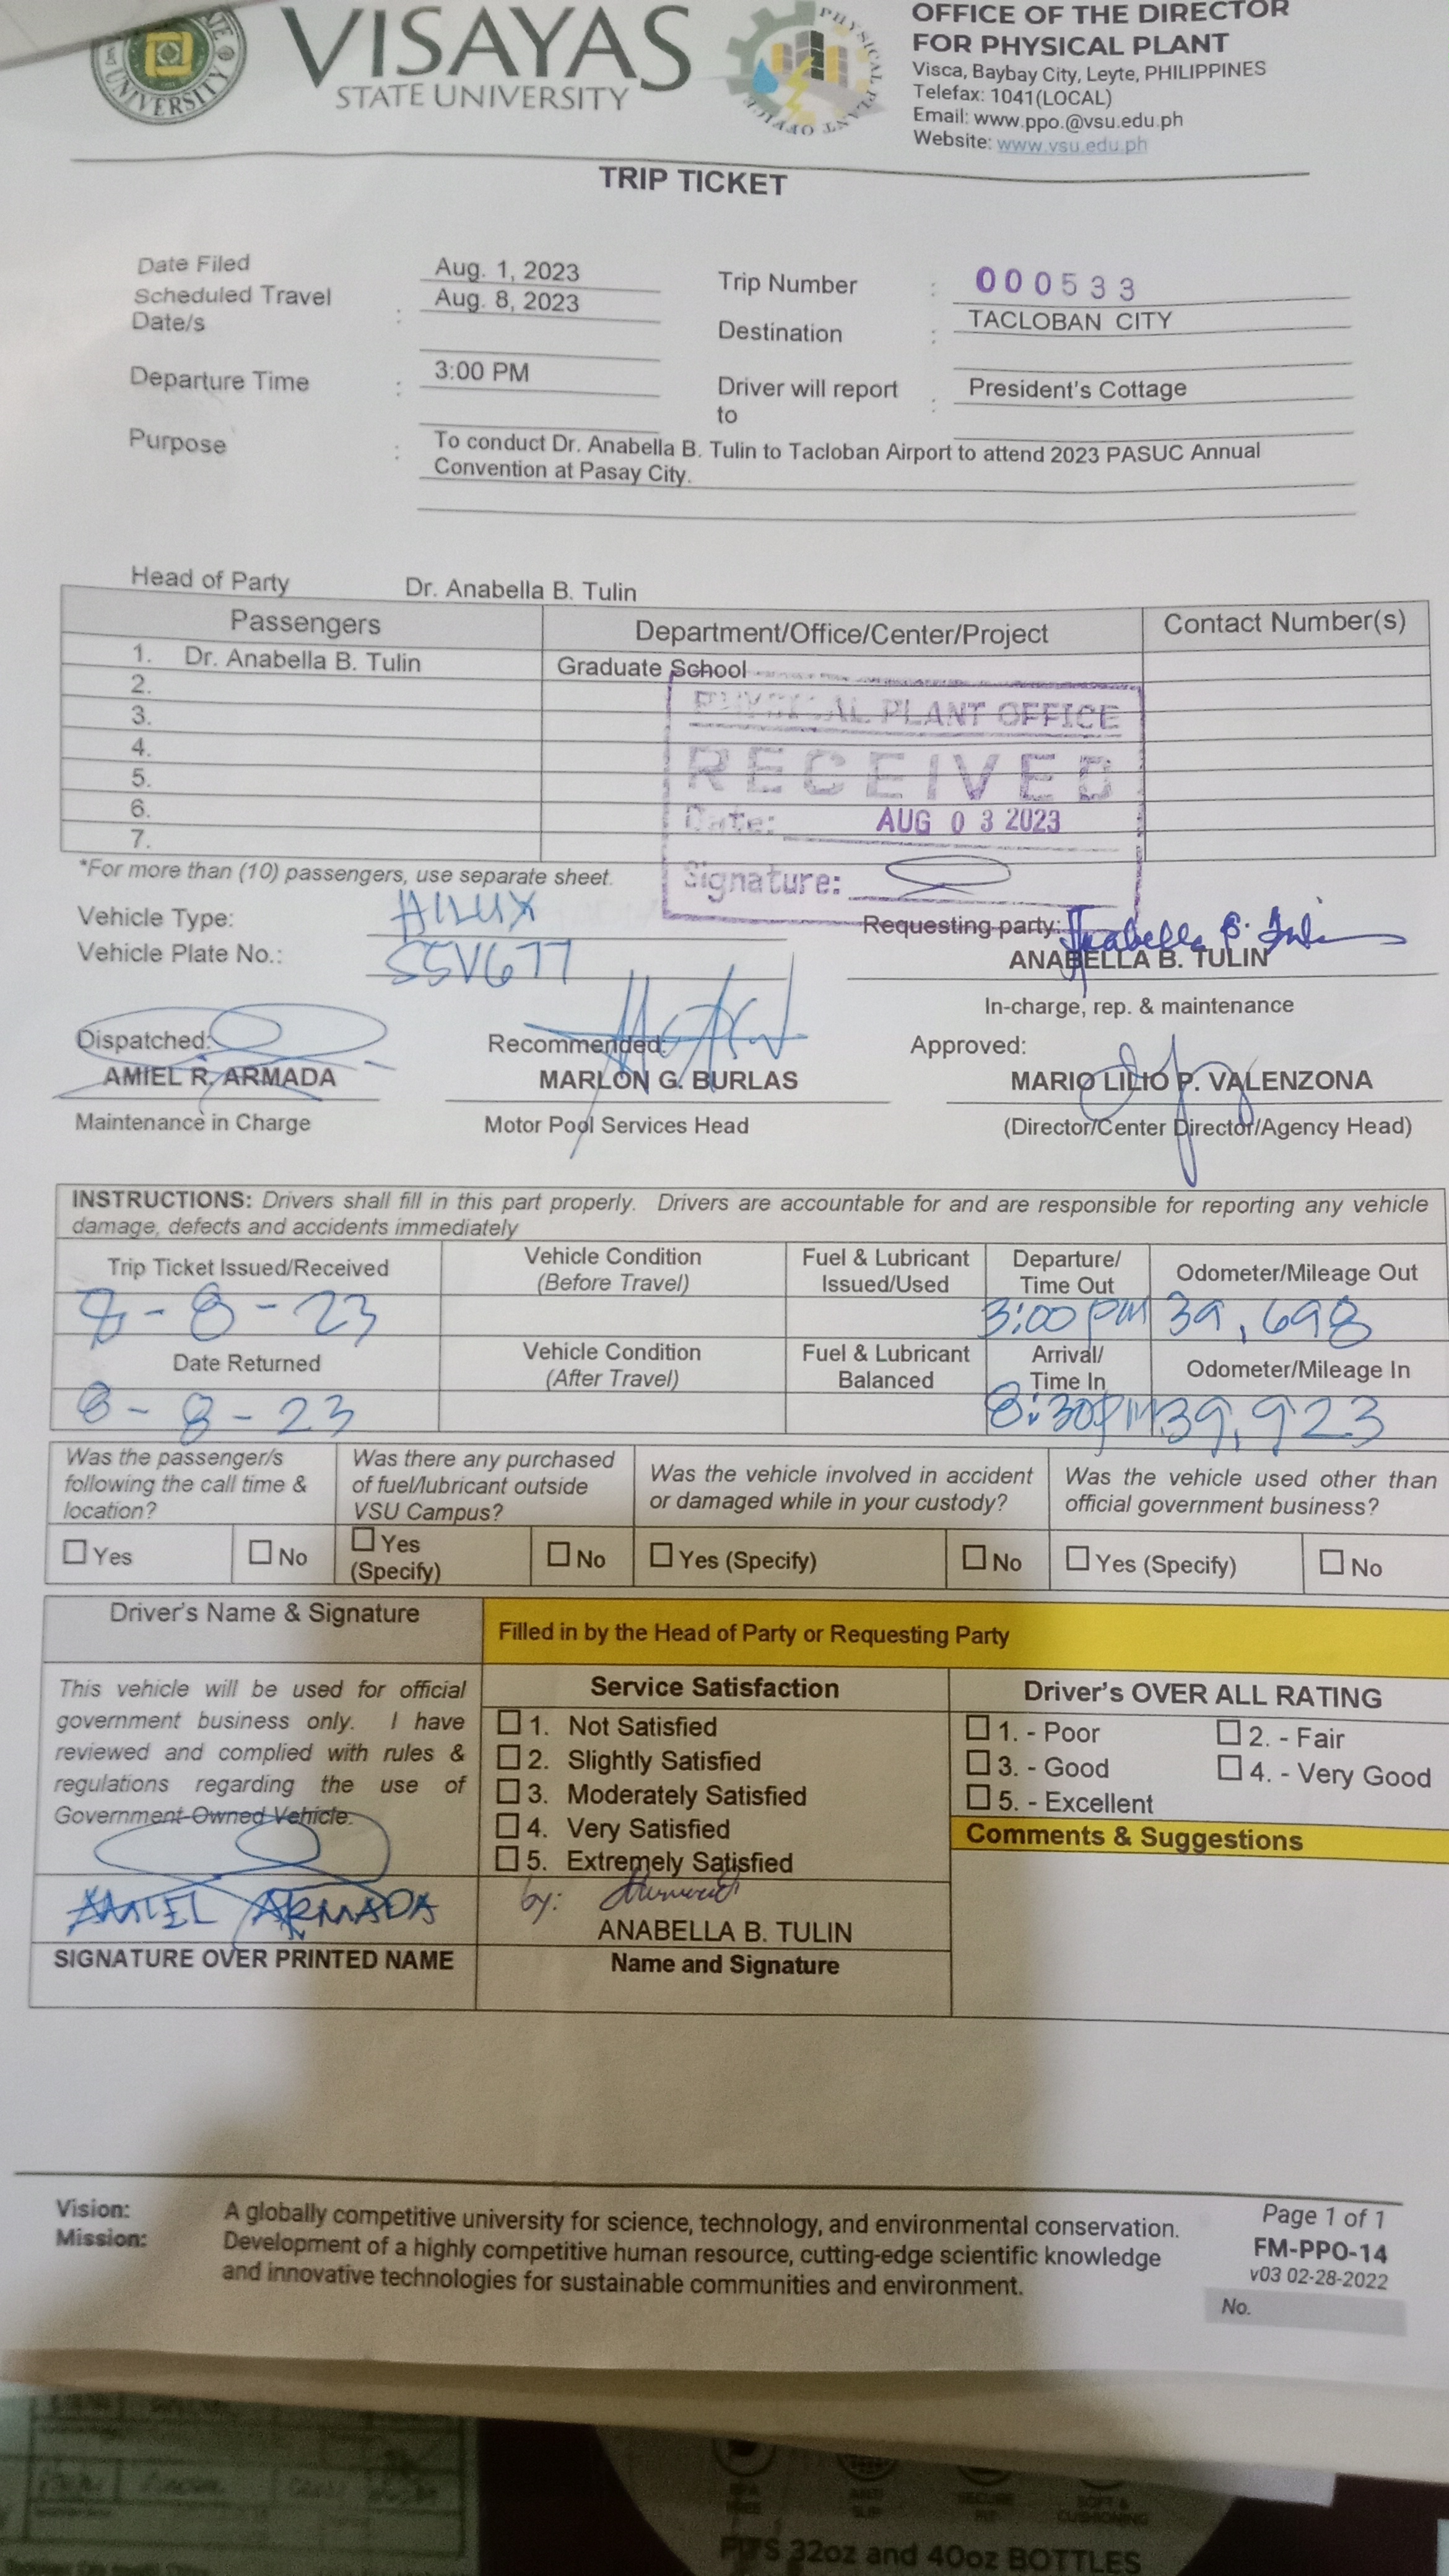 VISAYAS
STATE UNIVERSITY
UNIVERSITY
PHYSICAL PLANT OFFICE
OFFICE OF THE DIRECTOR
FOR PHYSICAL PLANT
Visca, Baybay City, Leyte, PHILIPPINES
Telefax: 1041(LOCAL)
Email: www.ppo.@vsu.edu.ph
Website: www.vsu.edu.ph
TRIP TICKET
Date Filed Aug. 1, 2023 Trip Number : 000533
Scheduled Travel Date/s : Aug. 8, 2023 Destination : TACLOBAN CITY
Departure Time : 3:00 PM Driver will report to : President's Cottage
Purpose : To conduct Dr. Anabella B. Tulin to Tacloban Airport to attend 2023 PASUC Annual
Convention at Pasay City.
Head of Party Dr. Anabella B. Tulin
Passengers Department/Office/Center/Project Contact Number(s)
1. Dr. Anabella B. Tulin Graduate School
2.
3.
4.
5.
6.
7.
PHYSICAL PLANT OFFICE
RECEIVED
Date: AUG 03 2023
Signature:
*For more than (10) passengers, use separate sheet.
Vehicle Type: HILUX
Vehicle Plate No.: SSV677
Requesting party: Anabella B. Tulin
ANABELLA B. TULIN
In-charge, rep. & maintenance
Dispatched: Recommended: Approved:
AMIEL R. ARMADA MARLON G. BURLAS MARIO LILIO P. VALENZONA
Maintenance in Charge Motor Pool Services Head (Director/Center Director/Agency Head)
INSTRUCTIONS: Drivers shall fill in this part properly. Drivers are accountable for and are responsible for reporting any vehicle
damage, defects and accidents immediately
Trip Ticket Issued/Received Vehicle Condition (Before Travel) Fuel & Lubricant Issued/Used Departure/ Time Out Odometer/Mileage Out
8-8-23 3:00 pm 39,698
Date Returned Vehicle Condition (After Travel) Fuel & Lubricant Balanced Arrival/ Time In Odometer/Mileage In
8-8-23 8:30pm 39,923
Was the passenger/s following the call time & location? Was there any purchased of fuel/lubricant outside VSU Campus? Was the vehicle involved in accident or damaged while in your custody? Was the vehicle used other than official government business?
Yes No Yes (Specify) No Yes (Specify) No Yes (Specify) No
Driver's Name & Signature
Filled in by the Head of Party or Requesting Party
This vehicle will be used for official
government business only. I have
reviewed and complied with rules &
regulations regarding the use of
Government-Owned Vehicle.
AMIEL ARMADA
SIGNATURE OVER PRINTED NAME
Service Satisfaction
1. Not Satisfied
2. Slightly Satisfied
3. Moderately Satisfied
4. Very Satisfied
5. Extremely Satisfied
by:
ANABELLA B. TULIN
Name and Signature
Driver's OVER ALL RATING
1. - Poor 2. - Fair
3. - Good 4. - Very Good
5. - Excellent
Comments & Suggestions
Vision: A globally competitive university for science, technology, and environmental conservation.
Mission: Development of a highly competitive human resource, cutting-edge scientific knowledge
and innovative technologies for sustainable communities and environment.
Page 1 of 1
FM-PPO-14
v03 02-28-2022
No.
FITS 32oz and 40oz BOTTLES